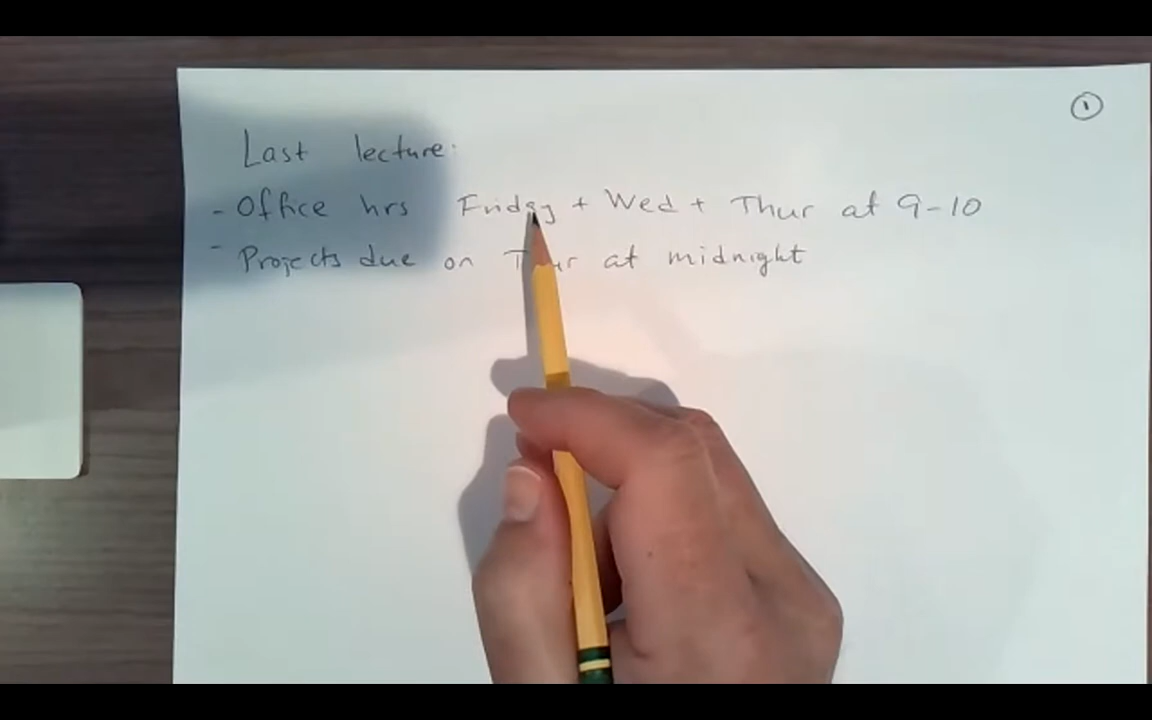 ①
Last lecture:
- Office hrs Friday + Wed + Thur at 9-10
- Projects due on Thur at midnight